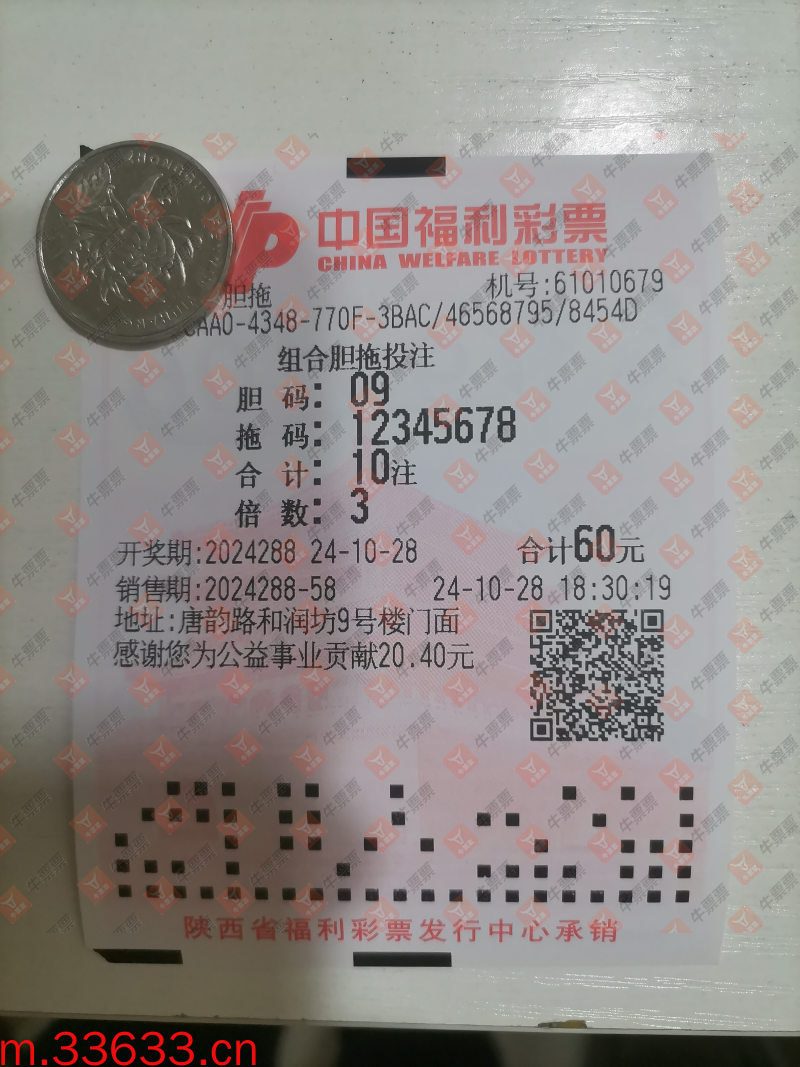 ZHONGGUO
中国福利彩票
CHINA WELFARE LOTTERY
胆拖
机号:61010679
CAA0-4348-770F-3BAC/46568795/8454D
组合胆拖投注
胆 码: 09
拖 码: 12345678
合 计: 10注
倍 数: 3
开奖期:2024288 24-10-28
合计60元
销售期:2024288-58
24-10-28 18:30:19
地址:唐韵路和润坊9号楼门面
感谢您为公益事业贡献20.40元
陕西省福利彩票发行中心承销
牛票票
m.33633.cn